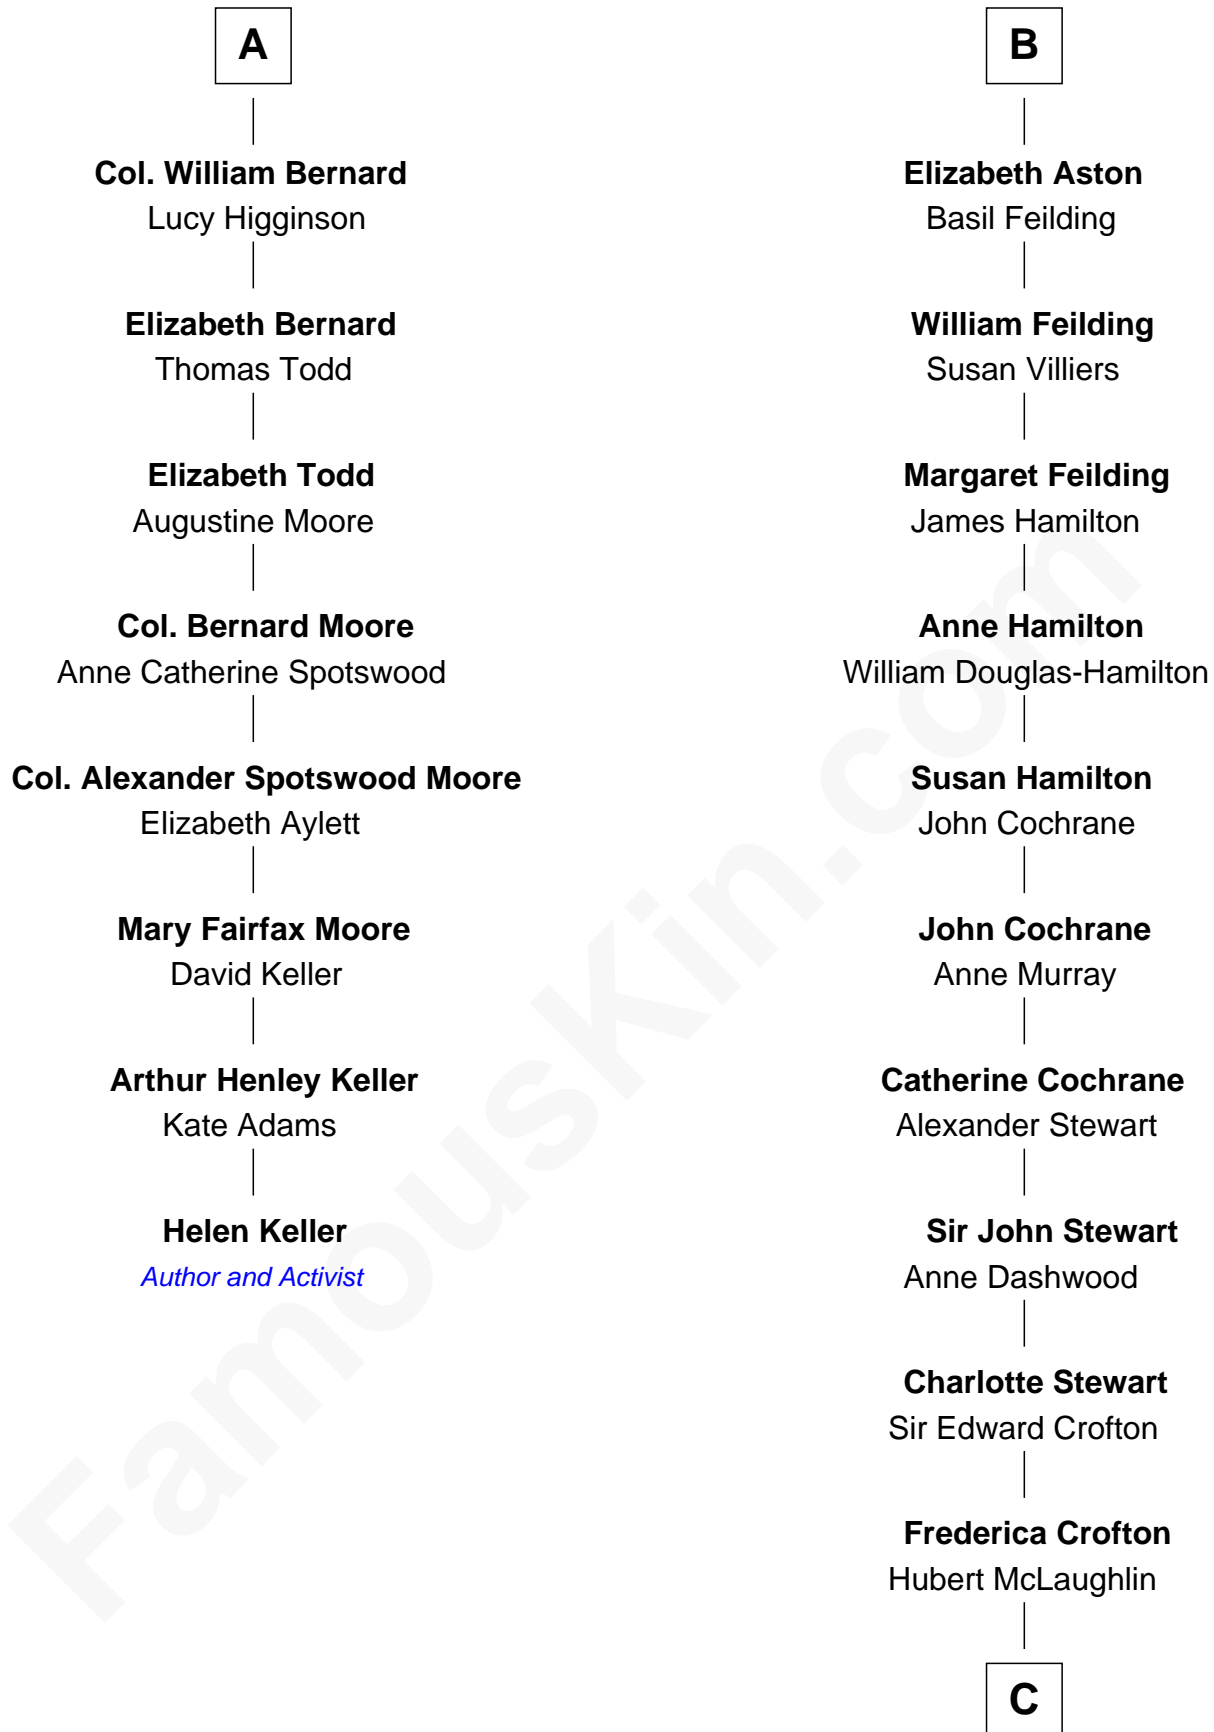 A
Col. William Bernard
Lucy Higginson
Elizabeth Bernard
Thomas Todd
Elizabeth Todd
Augustine Moore
Col. Bernard Moore
Anne Catherine Spotswood
Col. Alexander Spotswood Moore
Elizabeth Aylett
Mary Fairfax Moore
David Keller
Arthur Henley Keller
Kate Adams
Helen Keller
Author and Activist
B
Elizabeth Aston
Basil Feilding
William Feilding
Susan Villiers
Margaret Feilding
James Hamilton
Anne Hamilton
William Douglas-Hamilton
Susan Hamilton
John Cochrane
John Cochrane
Anne Murray
Catherine Cochrane
Alexander Stewart
Sir John Stewart
Anne Dashwood
Charlotte Stewart
Sir Edward Crofton
Frederica Crofton
Hubert McLaughlin
C
FamousKin.com